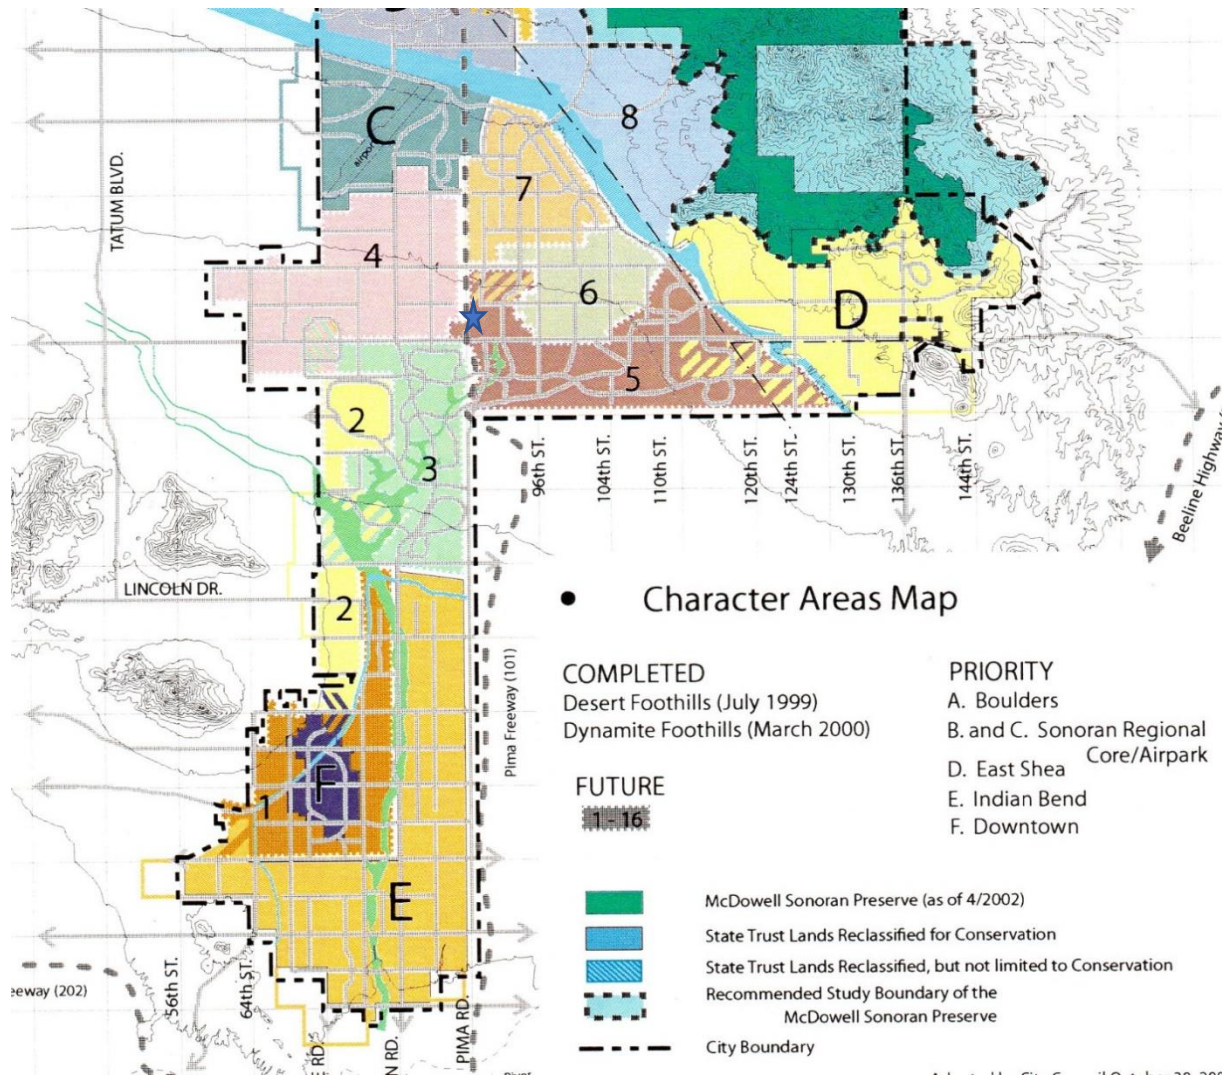 C
airpo
8
7
TATUM BLVD.
4
6
D
5
2
3
96th ST.
104th ST.
110th ST.
120th ST.
124th ST.
130th ST.
136th ST.
144th ST.
Beeline Highway
LINCOLN DR.
2
Pima Freeway (101)
F
1
E
56th ST.
64th ST.
eeway (202)
RD.
N RD.
PIMA RD.
• Character Areas Map
COMPLETED
Desert Foothills (July 1999)
Dynamite Foothills (March 2000)
FUTURE
1 - 16
PRIORITY
A. Boulders
B. and C. Sonoran Regional
Core/Airpark
D. East Shea
E. Indian Bend
F. Downtown
McDowell Sonoran Preserve (as of 4/2002)
State Trust Lands Reclassified for Conservation
State Trust Lands Reclassified, but not limited to Conservation
Recommended Study Boundary of the
McDowell Sonoran Preserve
City Boundary